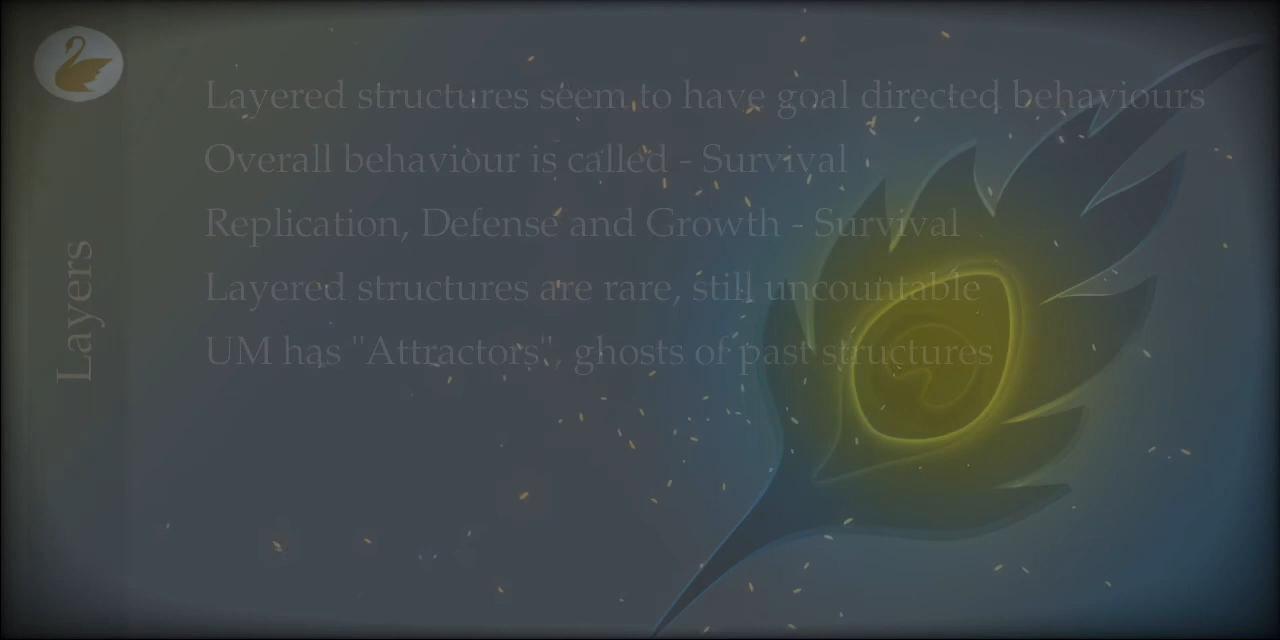 Layers
Layered structures seem to have goal directed behaviours
Overall behaviour is called - Survival
Replication, Defense and Growth - Survival
Layered structures are rare, still uncountable
UM has "Attractors", ghosts of past structures